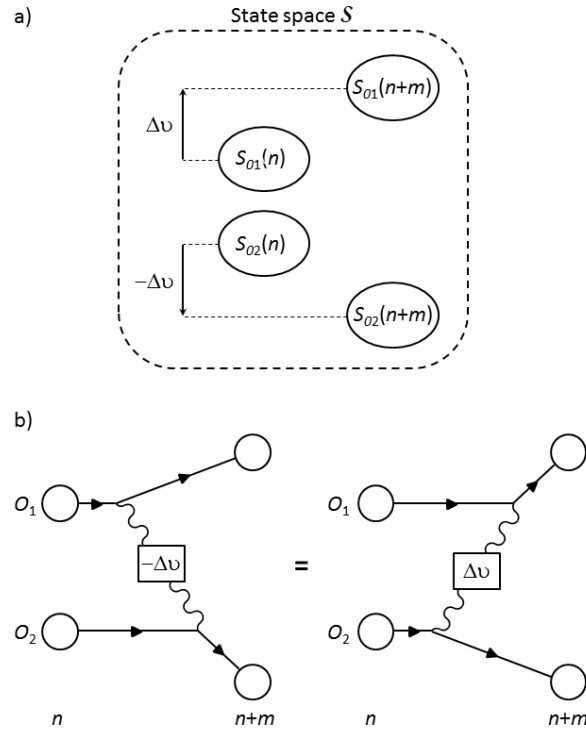 a)
State space S
S01(n+m)
Δυ
S01(n)
S02(n)
−Δυ
S02(n+m)
b)
O1
−Δυ
O2
n
n+m
=
O1
Δυ
O2
n
n+m